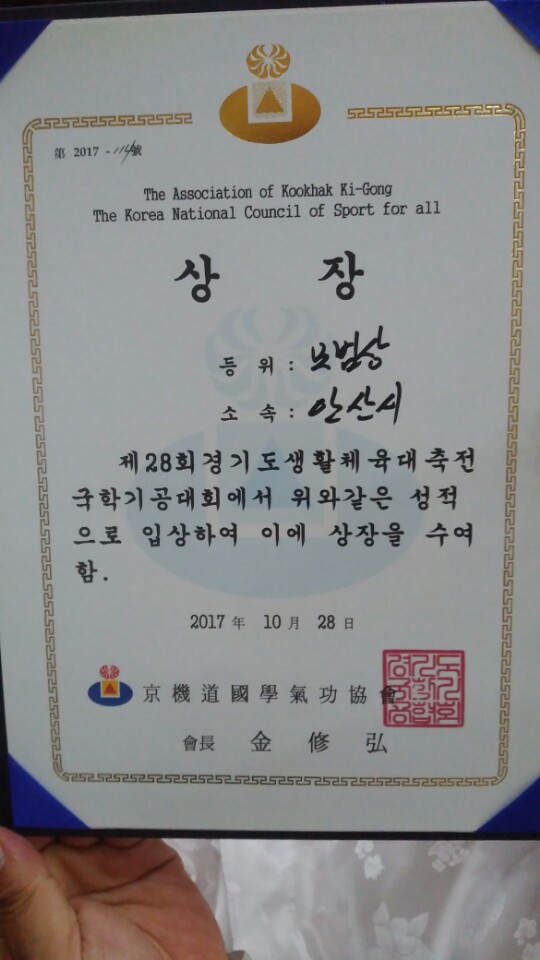 第 2017 - 114號
The Association of Kookhak Ki-Gong
The Korea National Council of Sport for all
상 장
등 위 : 모범상
소 속 : 안산시
제28회경기도생활체육대축전
국학기공대회에서 위와같은 성적
으로 입상하여 이에 상장을 수여
함.
2017 年 10 月 28 日
京機道國學氣功協會
會長 金修弘